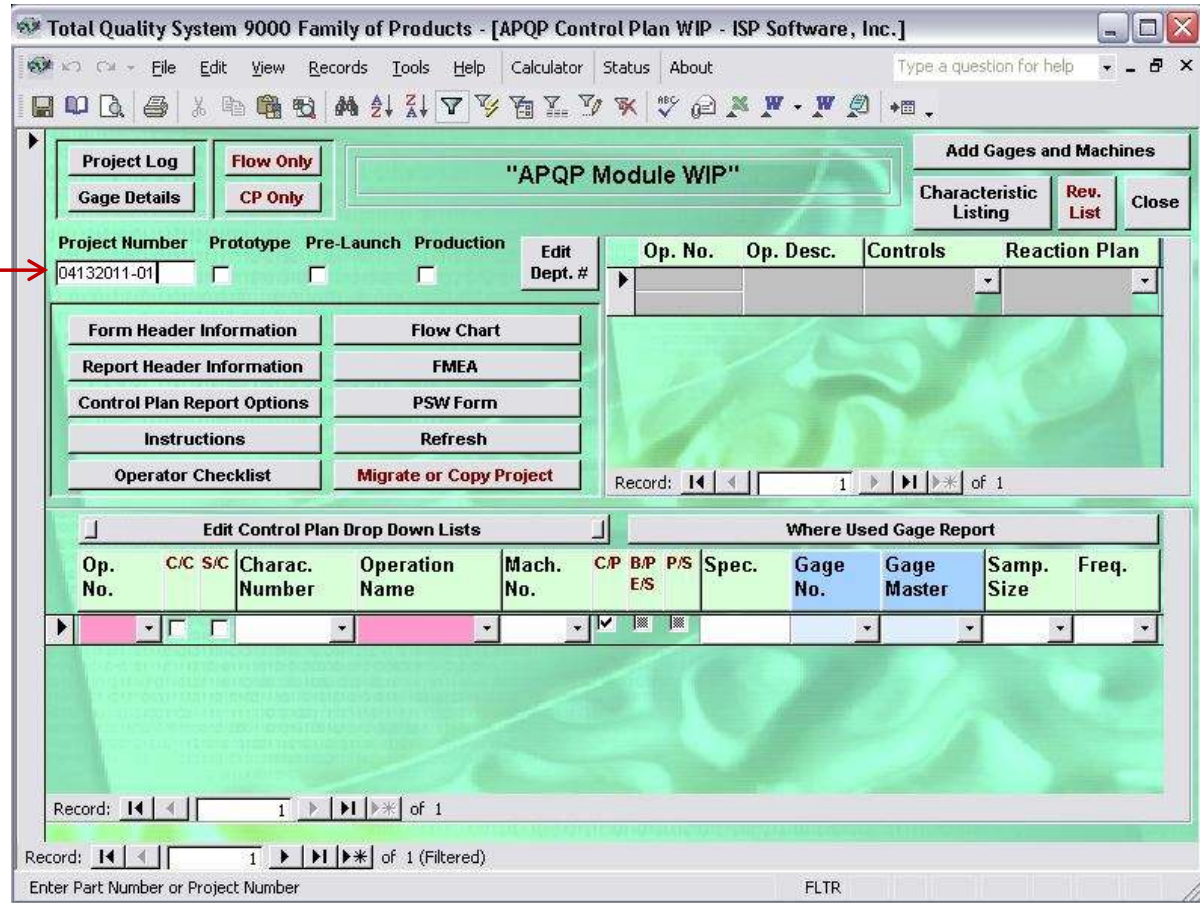 Total Quality System 9000 Family of Products - [APQP Control Plan WIP - ISP Software, Inc.]
File Edit View Records Tools Help Calculator Status About Type a question for help
Project Log Flow Only "APQP Module WIP" Add Gages and Machines
Gage Details CP Only Characteristic Listing Rev. List Close
Project Number Prototype Pre-Launch Production Edit Dept. # Op. No. Op. Desc. Controls Reaction Plan
04132011-01
Form Header Information Flow Chart
Report Header Information FMEA
Control Plan Report Options PSW Form
Instructions Refresh
Operator Checklist Migrate or Copy Project
Record: 1 of 1
Edit Control Plan Drop Down Lists Where Used Gage Report
Op. C/C S/C Charac. Operation Mach. C/P B/P P/S Spec. Gage Gage Samp. Freq.
No. Number Name No. E/S No. Master Size
Record: 1 of 1
Record: 1 of 1 (Filtered)
Enter Part Number or Project Number FLTR